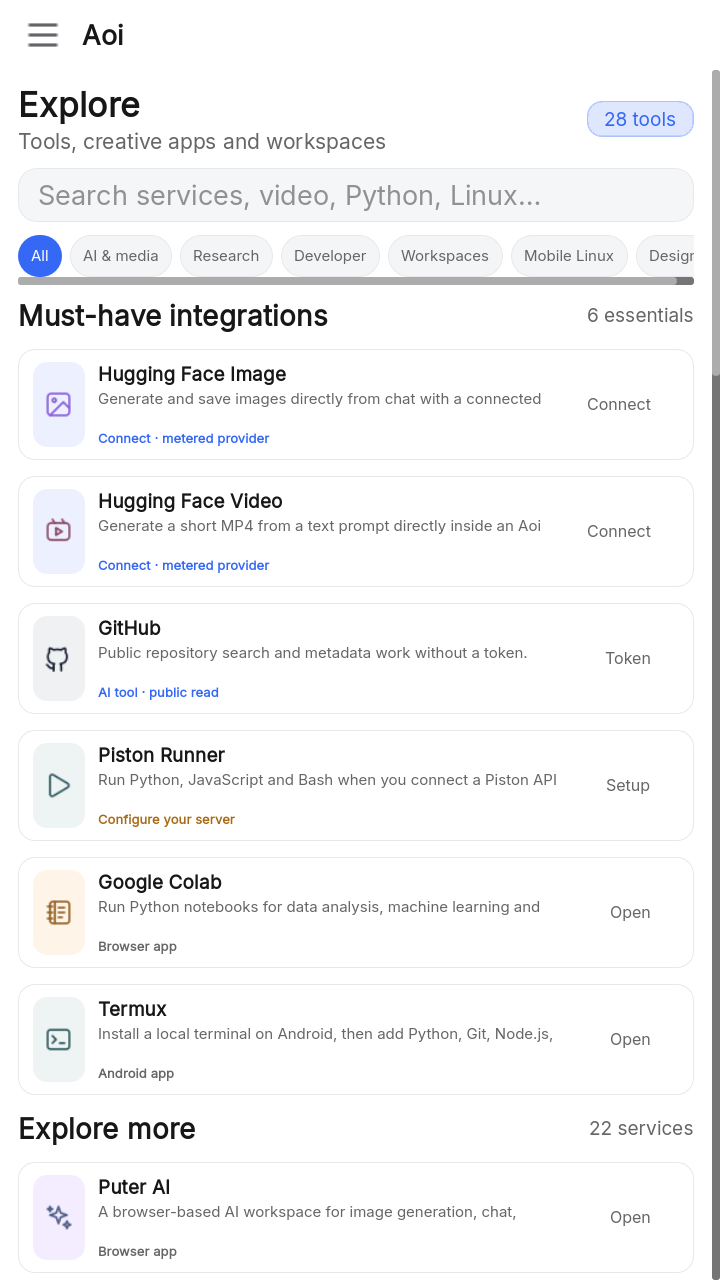 Aoi
Explore
28 tools
Tools, creative apps and workspaces
Search services, video, Python, Linux...
All
AI & media
Research
Developer
Workspaces
Mobile Linux
Design
Must-have integrations
6 essentials
Hugging Face Image
Generate and save images directly from chat with a connected
Connect · metered provider
Connect
Hugging Face Video
Generate a short MP4 from a text prompt directly inside an Aoi
Connect · metered provider
Connect
GitHub
Public repository search and metadata work without a token.
AI tool · public read
Token
Piston Runner
Run Python, JavaScript and Bash when you connect a Piston API
Configure your server
Setup
Google Colab
Run Python notebooks for data analysis, machine learning and
Browser app
Open
Termux
Install a local terminal on Android, then add Python, Git, Node.js,
Android app
Open
Explore more
22 services
Puter AI
A browser-based AI workspace for image generation, chat,
Browser app
Open